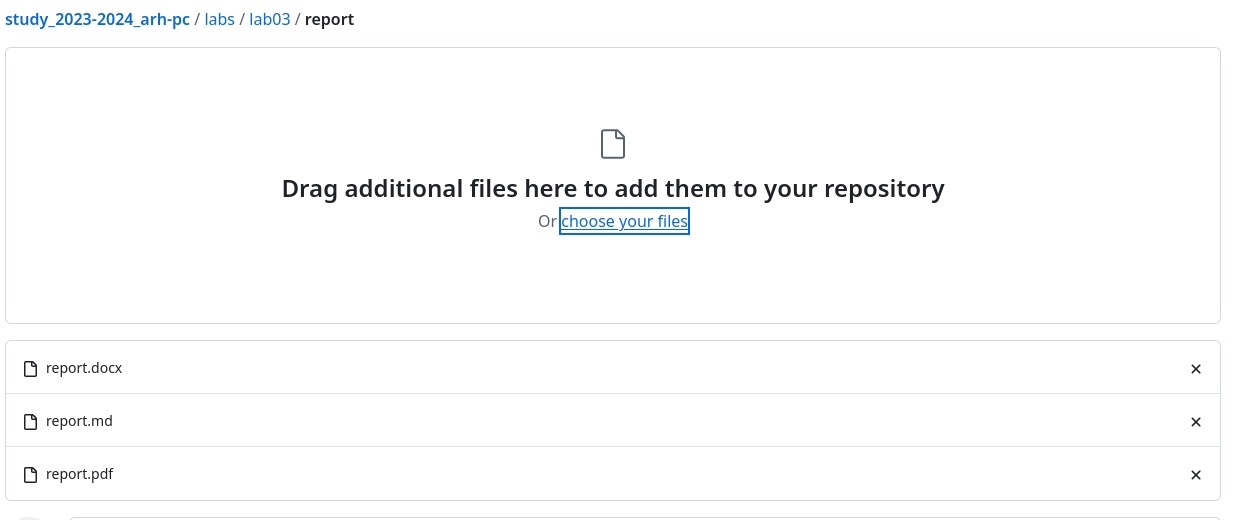 study_2023-2024_arh-pc / labs / lab03 / report
Drag additional files here to add them to your repository
Or choose your files
report.docx
report.md
report.pdf